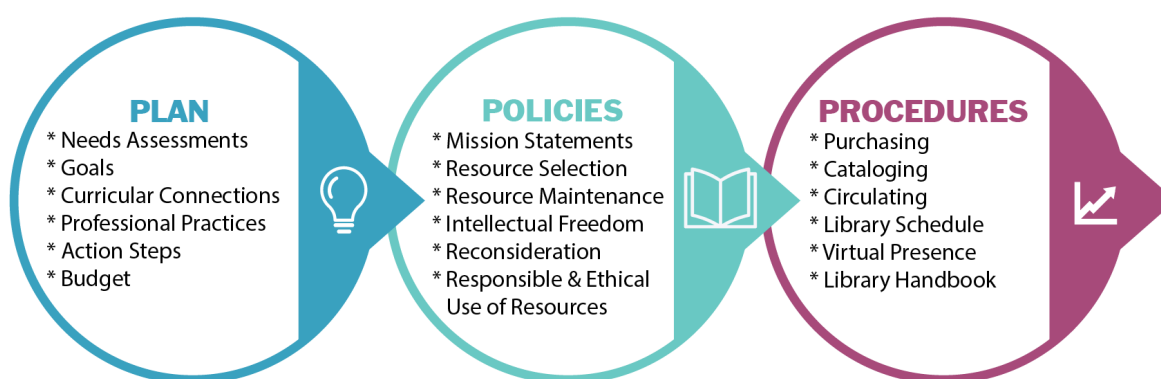 PLAN
* Needs Assessments
* Goals
* Curricular Connections
* Professional Practices
* Action Steps
* Budget
POLICIES
* Mission Statements
* Resource Selection
* Resource Maintenance
* Intellectual Freedom
* Reconsideration
* Responsible & Ethical
Use of Resources
PROCEDURES
* Purchasing
* Cataloging
* Circulating
* Library Schedule
* Virtual Presence
* Library Handbook